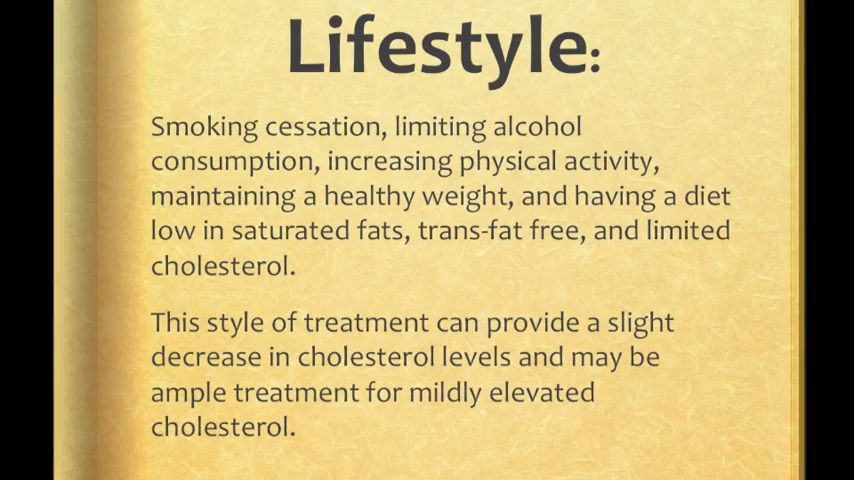 Lifestyle:
Smoking cessation, limiting alcohol
consumption, increasing physical activity,
maintaining a healthy weight, and having a diet
low in saturated fats, trans-fat free, and limited
cholesterol.
This style of treatment can provide a slight
decrease in cholesterol levels and may be
ample treatment for mildly elevated
cholesterol.